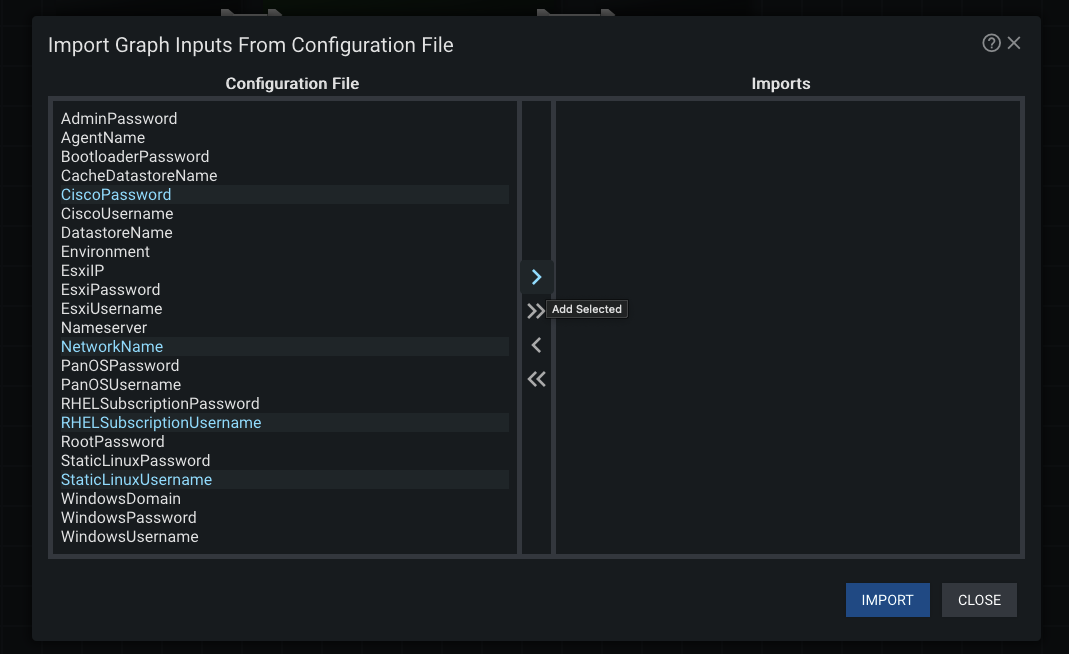 Import Graph Inputs From Configuration File
Configuration File
Imports
AdminPassword
AgentName
BootloaderPassword
CacheDatastoreName
CiscoPassword
CiscoUsername
DatastoreName
Environment
EsxiIP
EsxiPassword
EsxiUsername
Nameserver
NetworkName
PanOSPassword
PanOSUsername
RHELSubscriptionPassword
RHELSubscriptionUsername
RootPassword
StaticLinuxPassword
StaticLinuxUsername
WindowsDomain
WindowsPassword
WindowsUsername
Add Selected
IMPORT
CLOSE